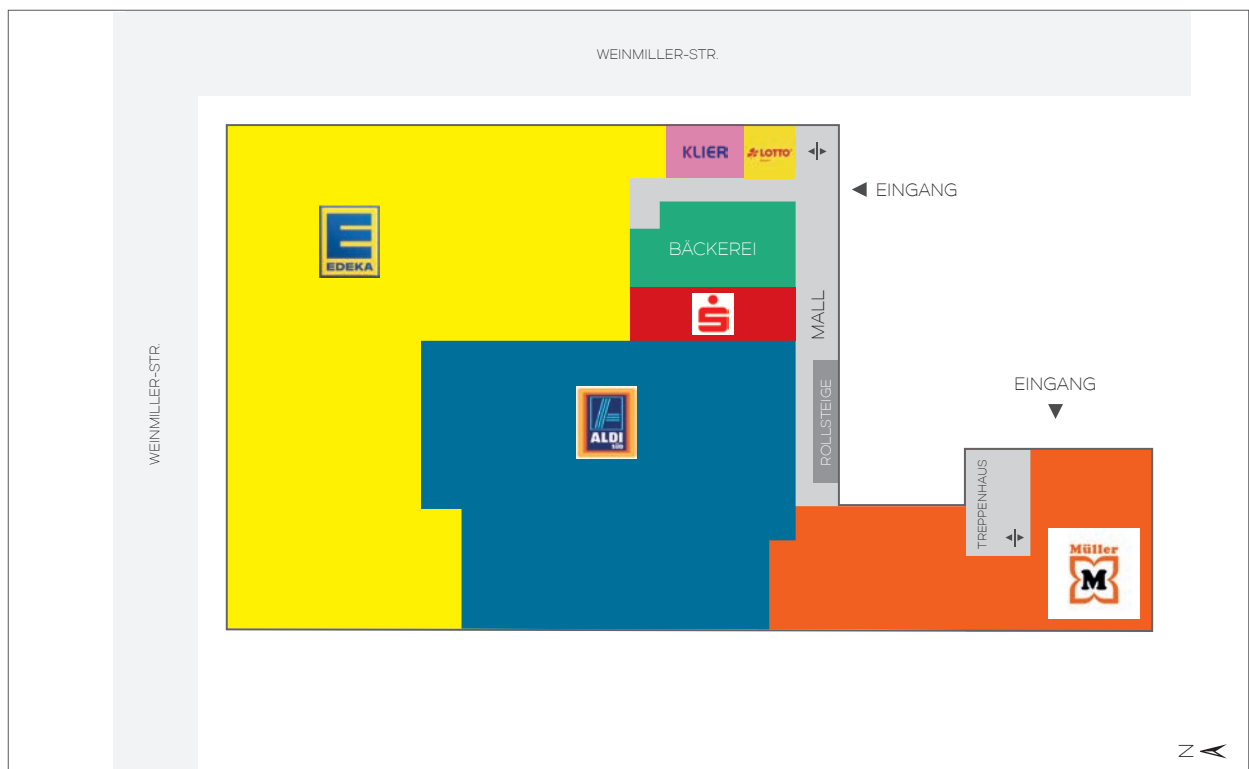 WEINMILLER-STR.
KLIER
LOTTO
EINGANG
EDEKA
BÄCKEREI
S
MALL
WEINMILLER-STR.
ROLLSTEIGE
EINGANG
ALDI
SÜD
TREPPENHAUS
Müller
M
N